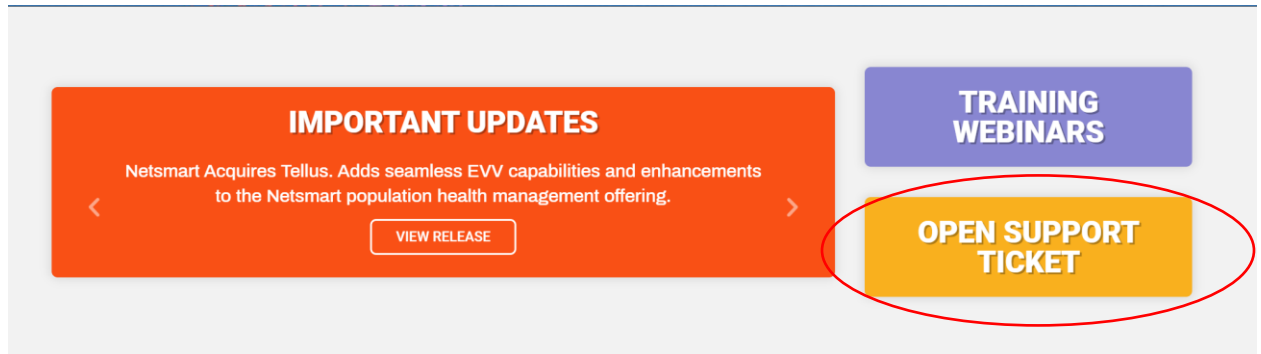 IMPORTANT UPDATES
Netsmart Acquires Tellus. Adds seamless EVV capabilities and enhancements
to the Netsmart population health management offering.
VIEW RELEASE
TRAINING
WEBINARS
OPEN SUPPORT
TICKET